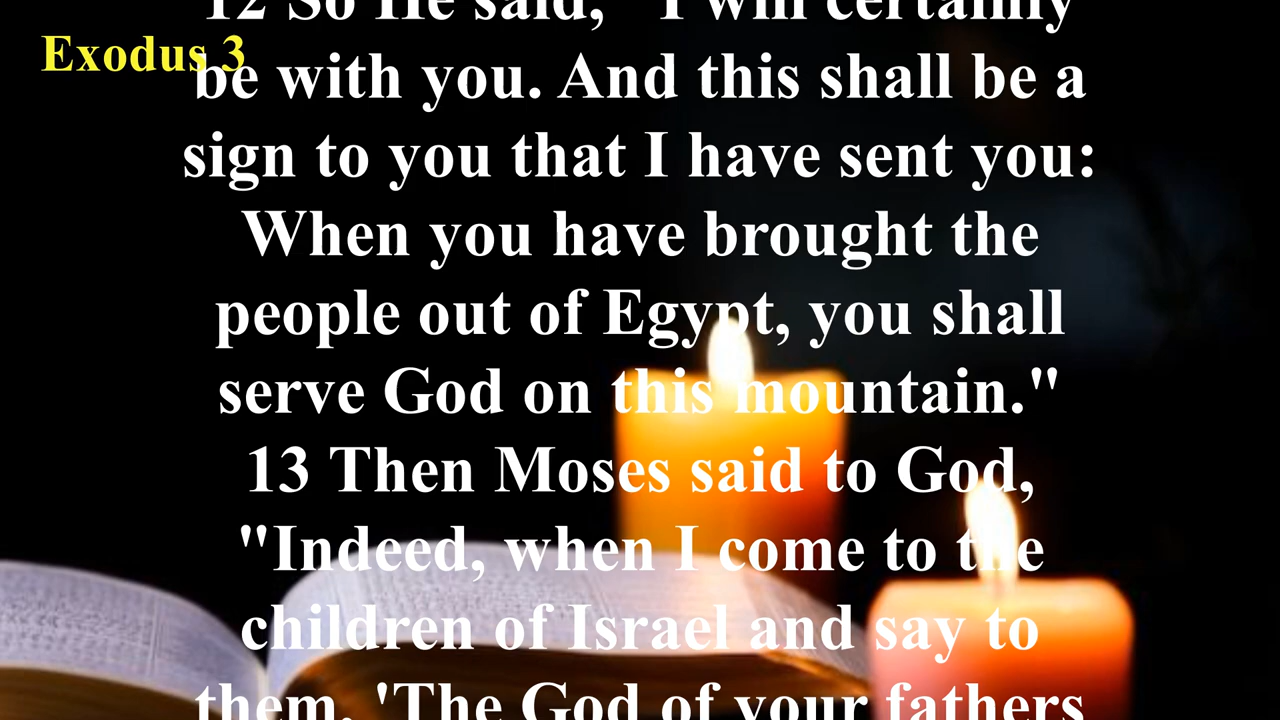 12 So He said, "I will certainly
Exodus 3
be with you. And this shall be a
sign to you that I have sent you:
When you have brought the
people out of Egypt, you shall
serve God on this mountain."
13 Then Moses said to God,
"Indeed, when I come to the
children of Israel and say to
them, 'The God of your fathers